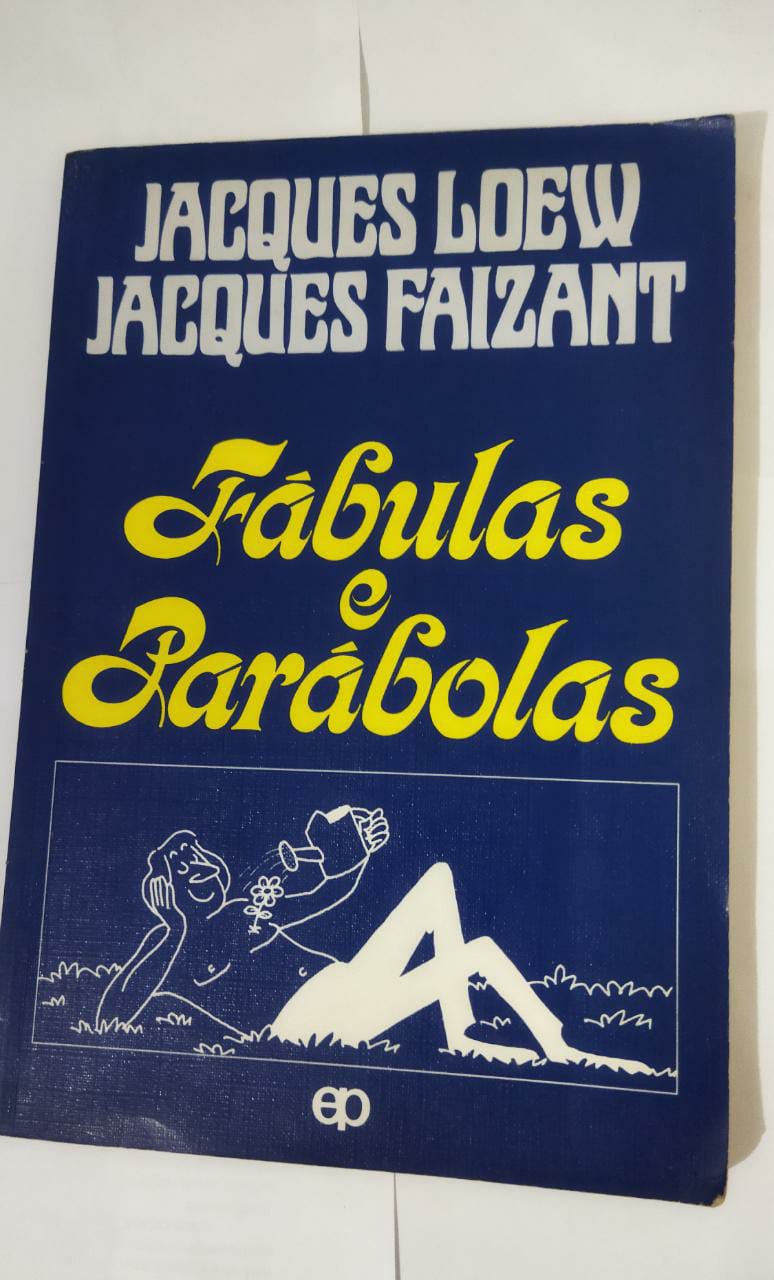 JACQUES LOEW
JACQUES FAIZANT
Fábulas
e
Parábolas
ep